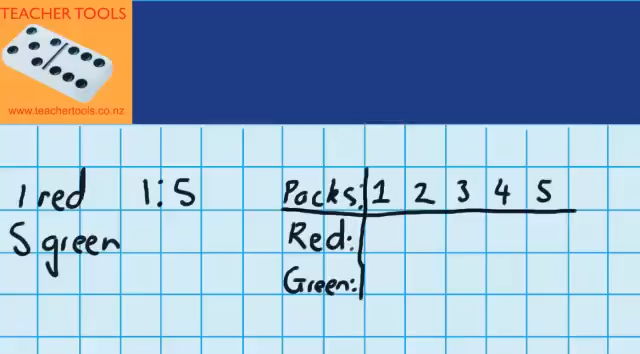 TEACHER TOOLS
www.teachertools.co.nz
1 red 1:5
5 green
Packs: 1 2 3 4 5
Red:
Green: